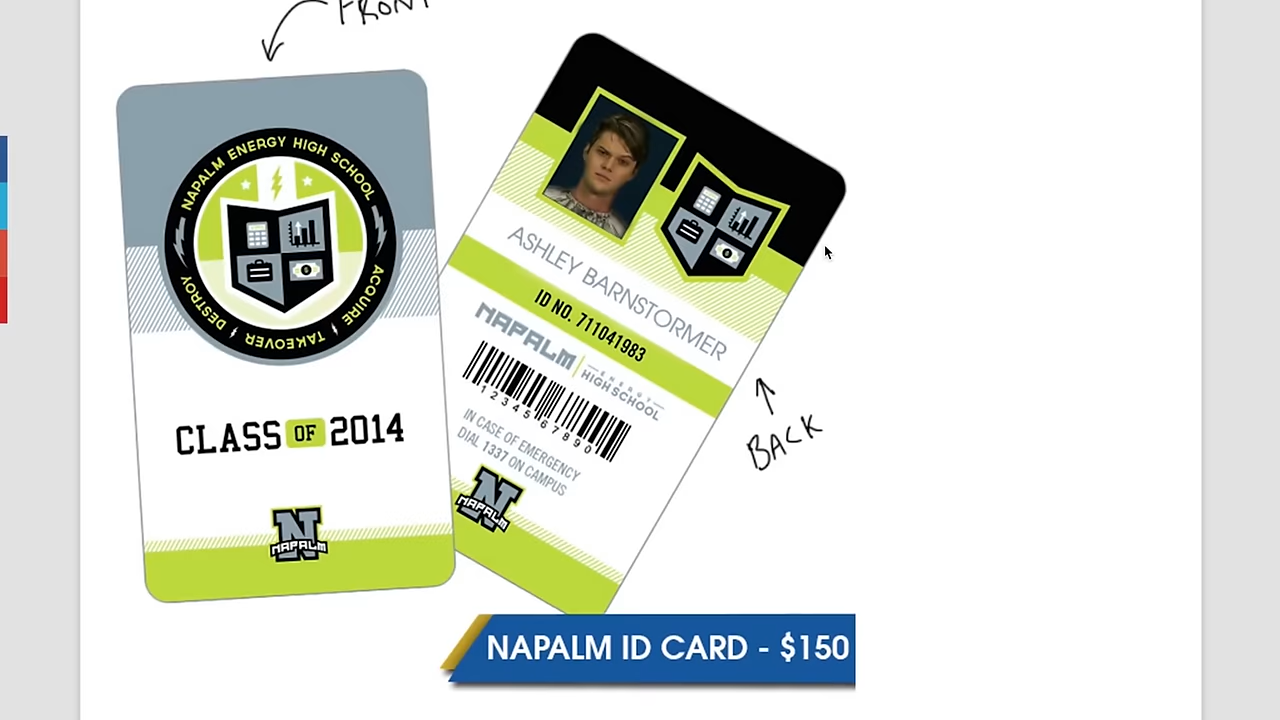 FRONT
NAPALM ENERGY HIGH SCHOOL
ACQUIRE TAKEOVER DESTROY
CLASS OF 2014
N
NAPALM
ASHLEY BARNSTORMER
ID NO. 711041983
NAPALM ENERGY
HIGH SCHOOL
1234567890
IN CASE OF EMERGENCY
DIAL 1337 ON CAMPUS
N
NAPALM
BACK
NAPALM ID CARD - $150